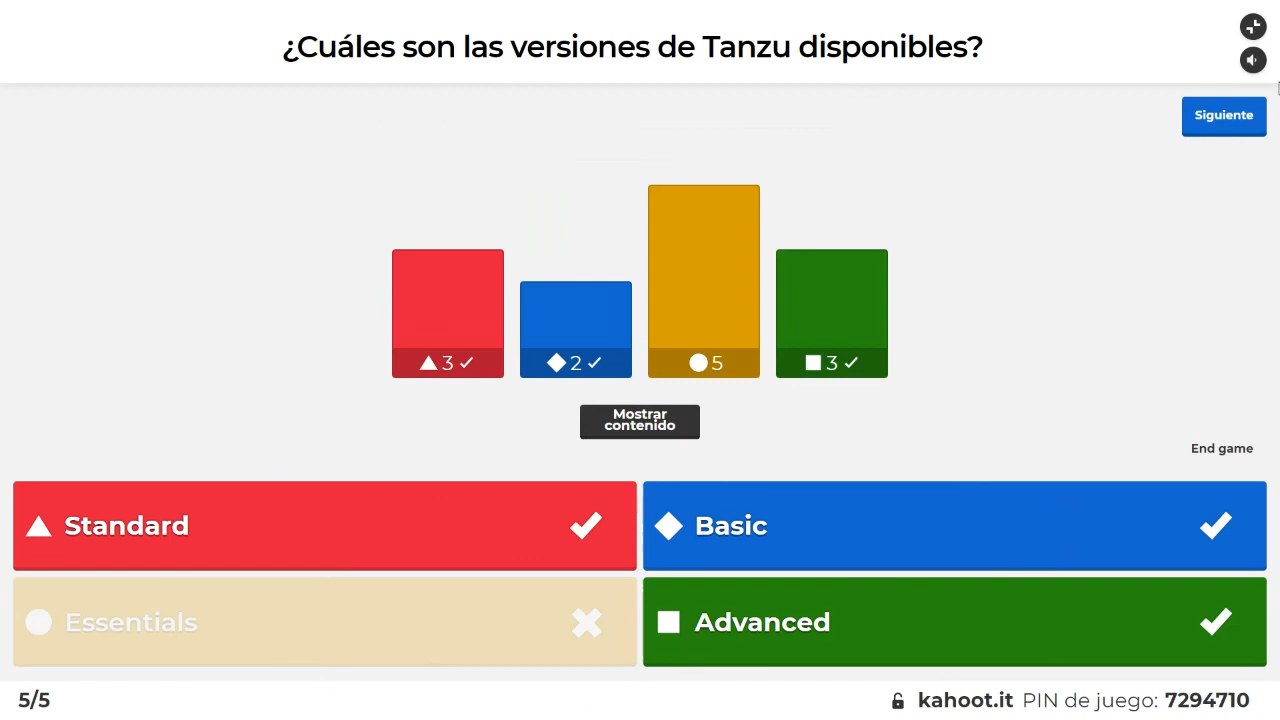 ¿Cuáles son las versiones de Tanzu disponibles?
Siguiente
3
2
5
3
Mostrar
contenido
End game
Standard
Basic
Essentials
Advanced
5/5
kahoot.it PIN de juego: 7294710